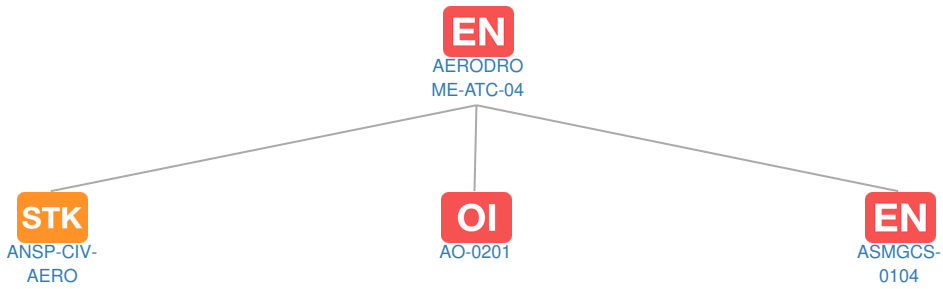 EN
AERODRO
ME-ATC-04
STK
ANSP-CIV-
AERO
OI
AO-0201
EN
ASMGCS-
0104